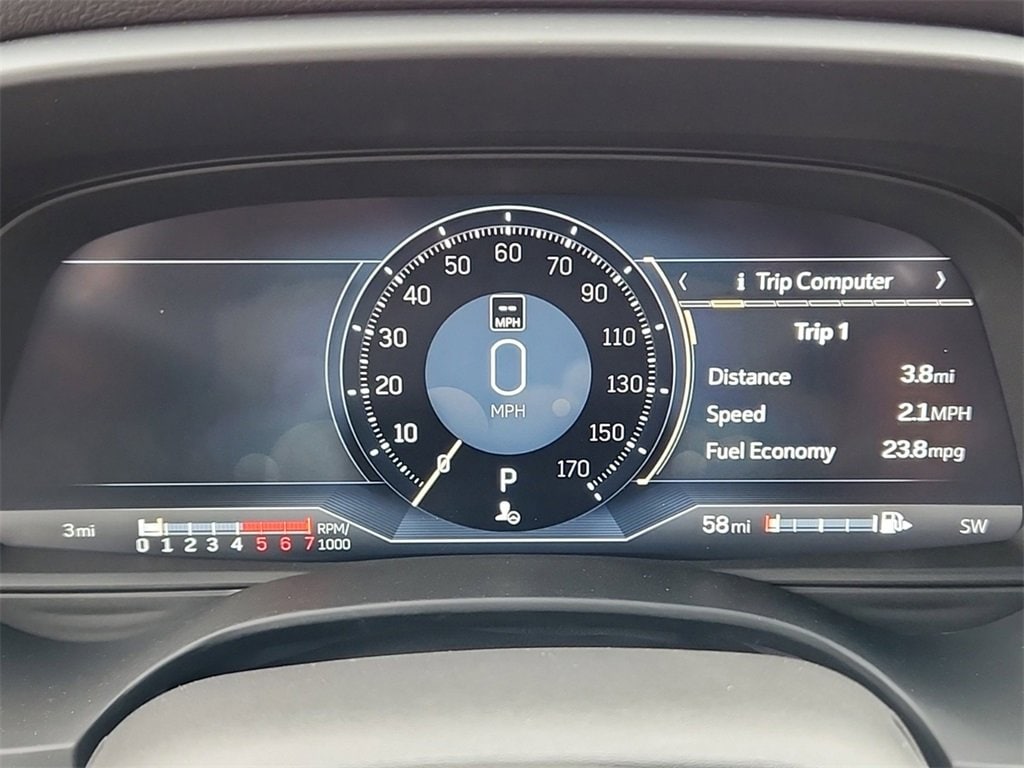 i Trip Computer
Trip 1
Distance 3.8mi
Speed 2.1MPH
Fuel Economy 23.8mpg
0
10
20
30
40
50
60
70
90
110
130
150
170
-- MPH
0
MPH
P
3mi
0 1 2 3 4 5 6 7
RPM/
1000
58mi
SW